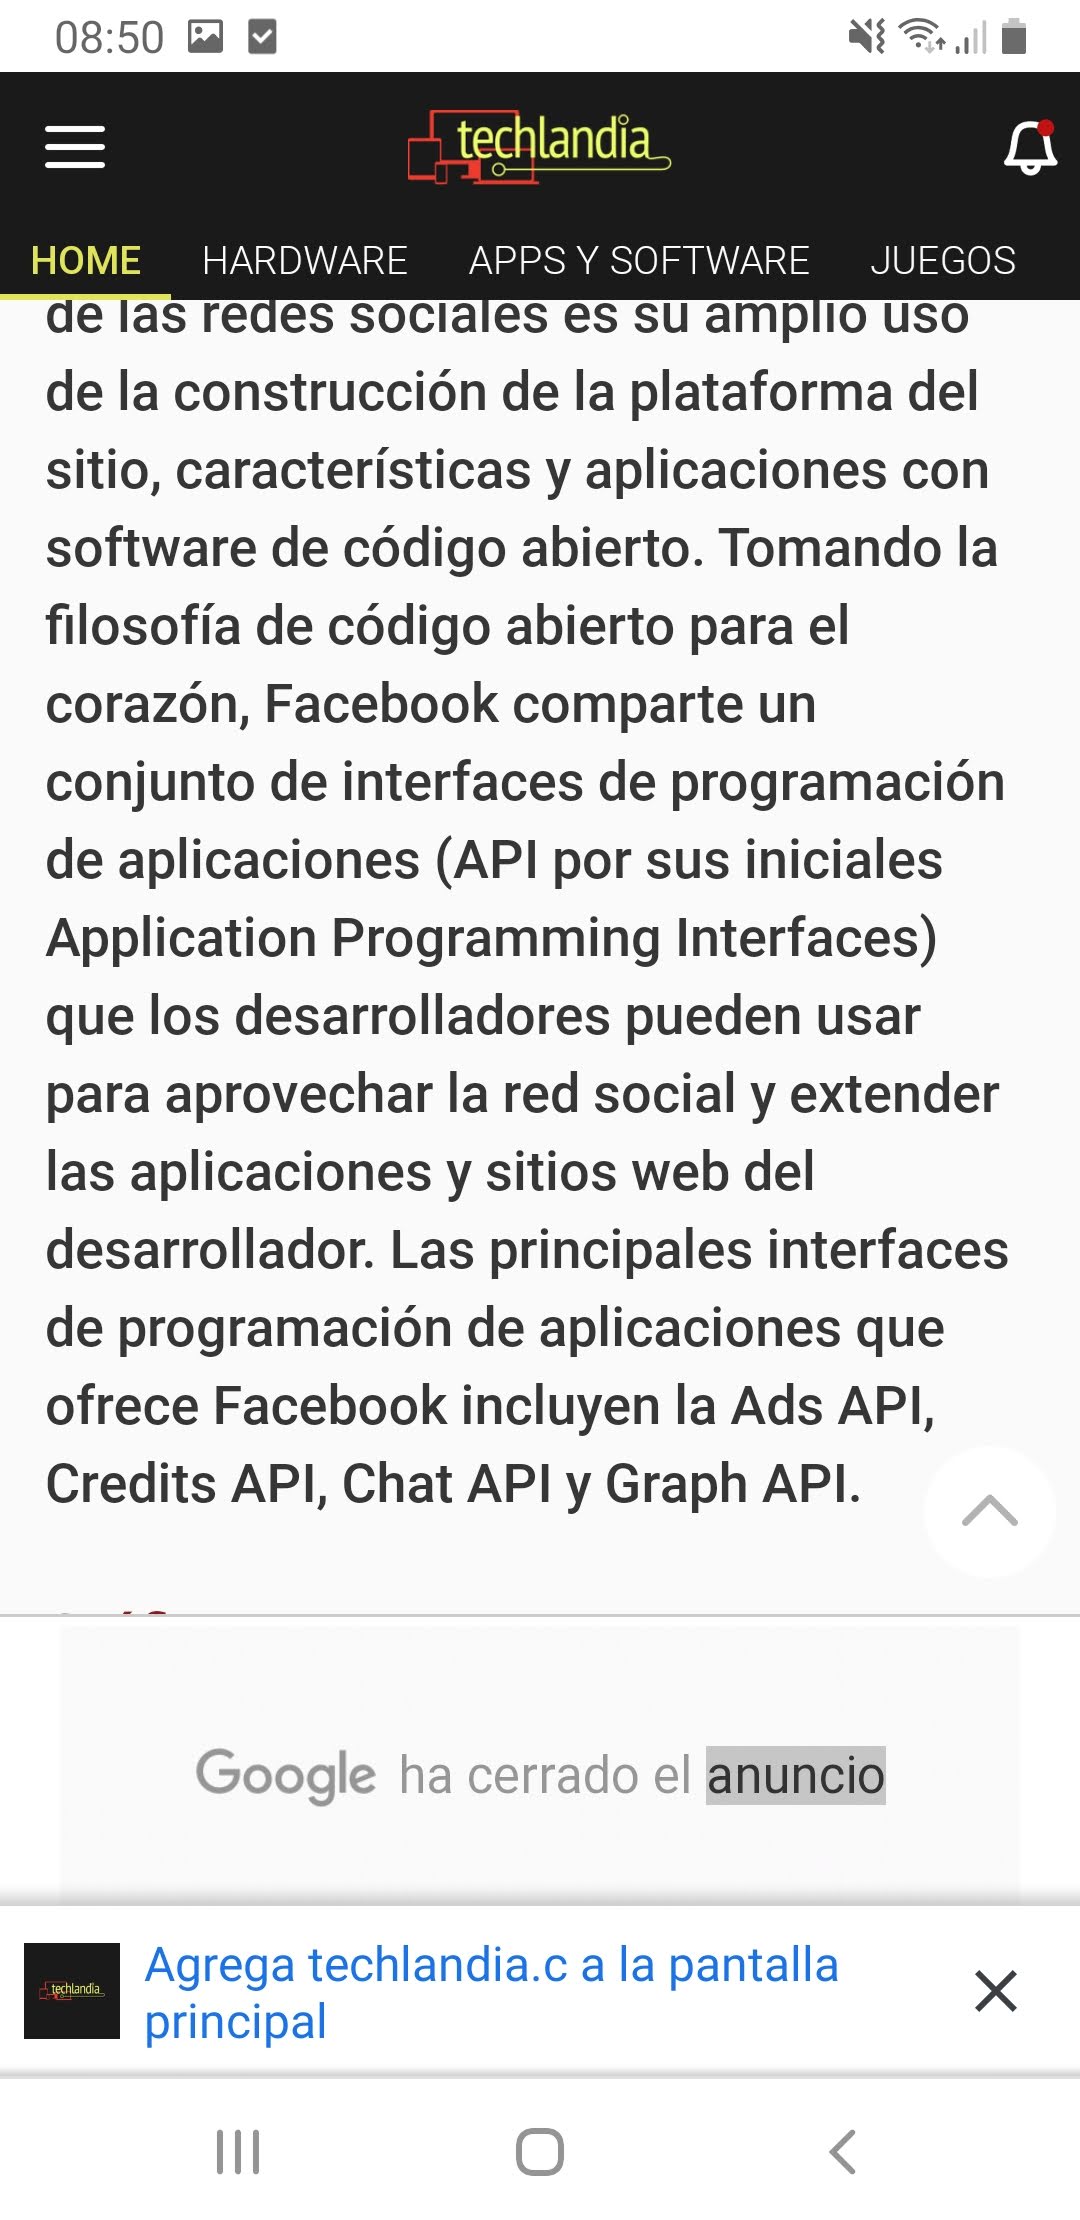 08:50
techlandia
HOME HARDWARE APPS Y SOFTWARE JUEGOS
de las redes sociales es su amplio uso
de la construcción de la plataforma del
sitio, características y aplicaciones con
software de código abierto. Tomando la
filosofía de código abierto para el
corazón, Facebook comparte un
conjunto de interfaces de programación
de aplicaciones (API por sus iniciales
Application Programming Interfaces)
que los desarrolladores pueden usar
para aprovechar la red social y extender
las aplicaciones y sitios web del
desarrollador. Las principales interfaces
de programación de aplicaciones que
ofrece Facebook incluyen la Ads API,
Credits API, Chat API y Graph API.
Google ha cerrado el anuncio
techlandia
Agrega techlandia.c a la pantalla
principal